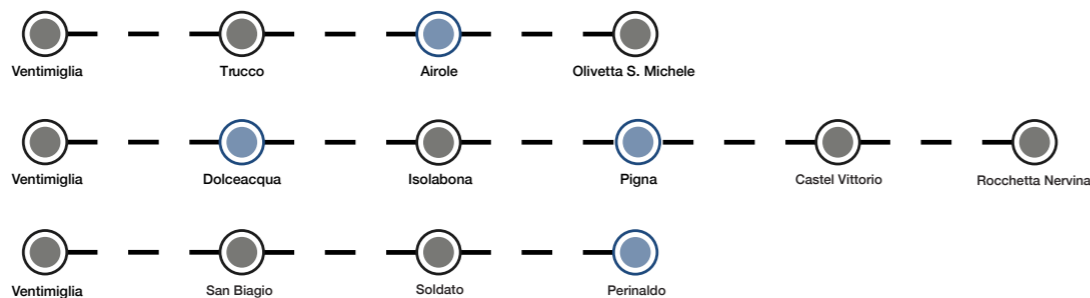 Ventimiglia Trucco Airole Olivetta S. Michele
Ventimiglia Dolceacqua Isolabona Pigna Castel Vittorio Rocchetta Nervina
Ventimiglia San Biagio Soldato Perinaldo